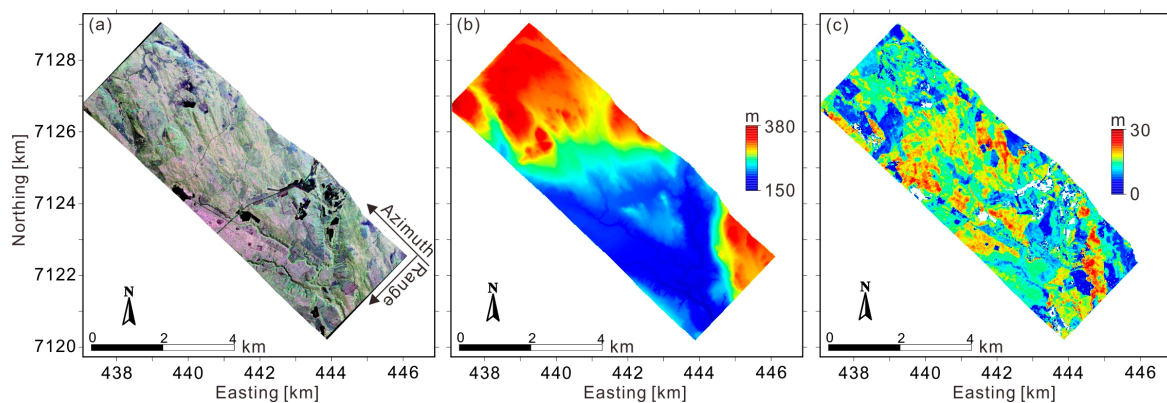 (a)
(b)
(c)
7128
7126
7124
7122
7120
Northing [km]
Azimuth
Range
m
380
150
m
30
0
N
N
N
0 2 4 km
0 2 4 km
0 2 4 km
438 440 442 444 446
438 440 442 444 446
438 440 442 444 446
Easting [km]
Easting [km]
Easting [km]